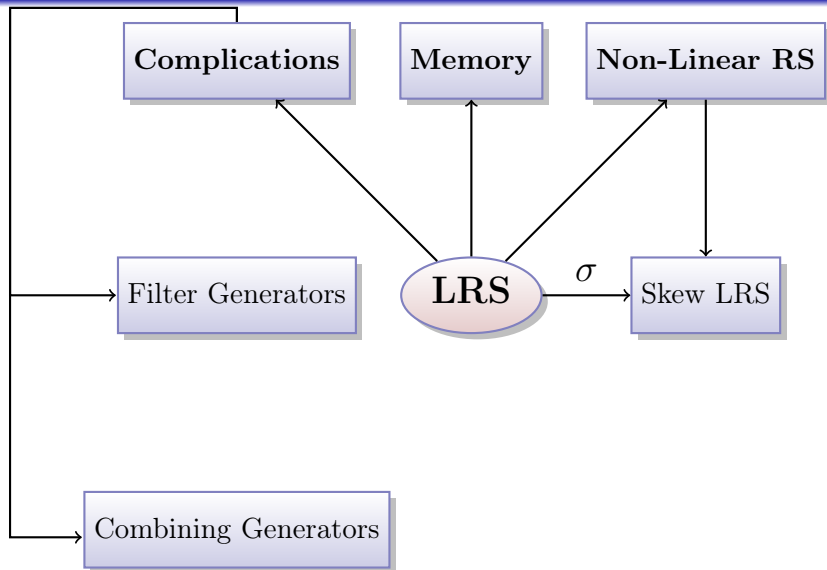 Complications
Memory
Non-Linear RS
Filter Generators
LRS
σ
Skew LRS
Combining Generators